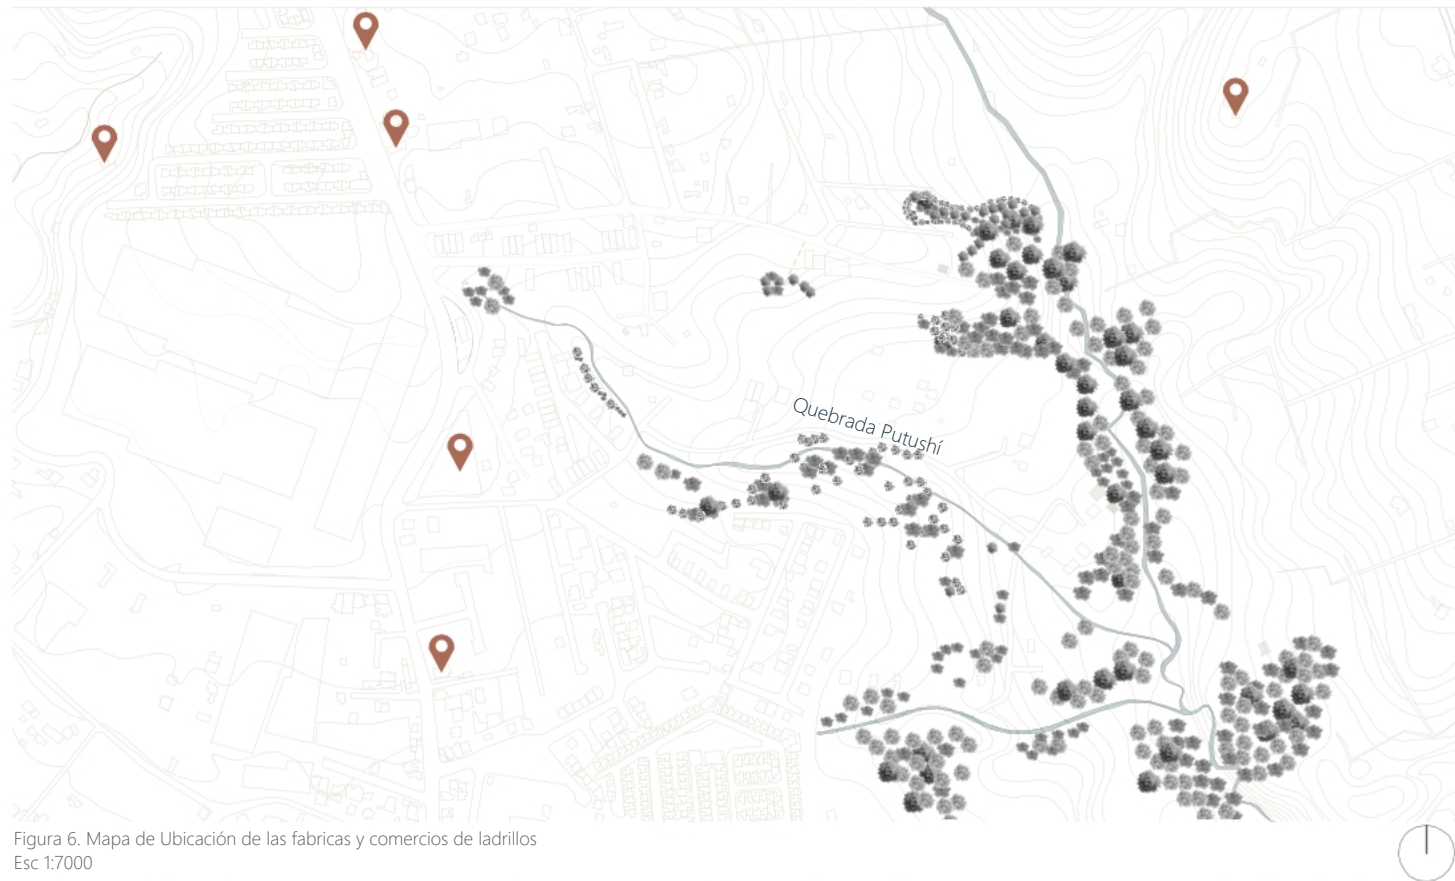 Quebrada Putushí
Figura 6. Mapa de Ubicación de las fabricas y comercios de ladrillos
Esc 1:7000